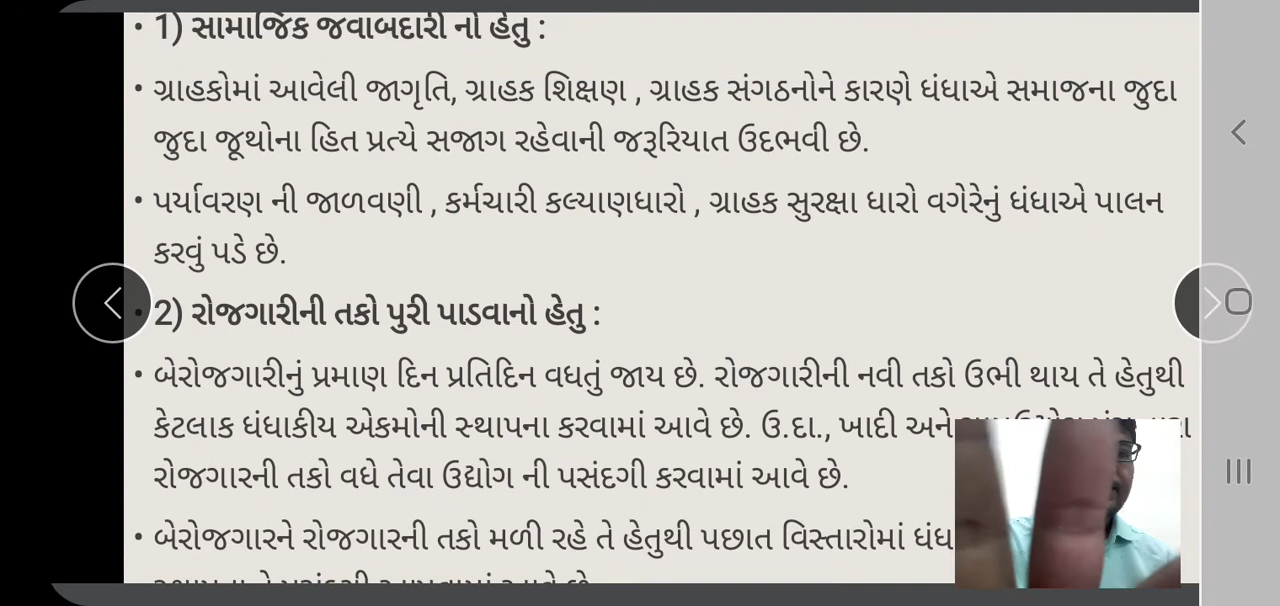 • 1) સામાજિક જવાબદારી નો હેતુ :
• ગ્રાહકોમાં આવેલી જાગૃતિ, ગ્રાહક શિક્ષણ , ગ્રાહક સંગઠનોને કારણે ધંધાએ સમાજના જુદા
જુદા જૂથોના હિત પ્રત્યે સજાગ રહેવાની જરૂરિયાત ઉદભવી છે.
• પર્યાવરણ ની જાળવણી , કર્મચારી કલ્યાણધારો , ગ્રાહક સુરક્ષા ધારો વગેરેનું ધંધાએ પાલન
કરવું પડે છે.
• 2) રોજગારીની તકો પુરી પાડવાનો હેતુ :
• બેરોજગારીનું પ્રમાણ દિન પ્રતિદિન વધતું જાય છે. રોજગારીની નવી તકો ઉભી થાય તે હેતુથી
કેટલાક ધંધાકીય એકમોની સ્થાપના કરવામાં આવે છે. ઉ.દા., ખાદી અને
રોજગારની તકો વધે તેવા ઉદ્યોગ ની પસંદગી કરવામાં આવે છે.
• બેરોજગારને રોજગારની તકો મળી રહે તે હેતુથી પછાત વિસ્તારોમાં